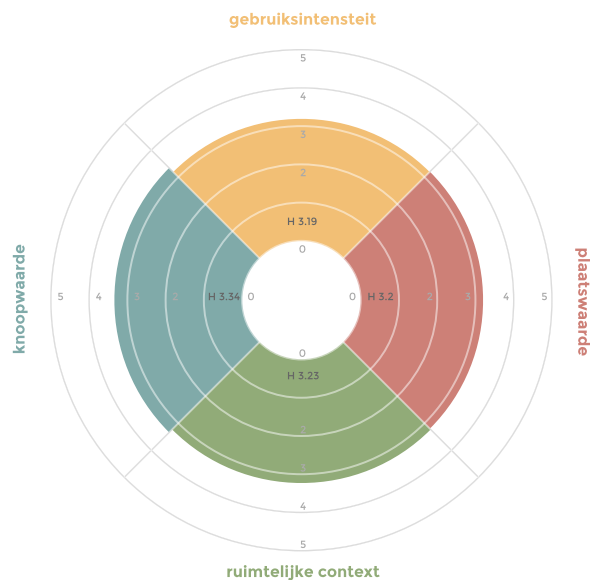 gebruiksintensteit
5
4
3
2
H 3.19
0
knoopwaarde
5 4 3 2 H 3.34 0
0 H 3.2 2 3 4 5
plaatswaarde
0
H 3.23
2
3
4
5
ruimtelijke context